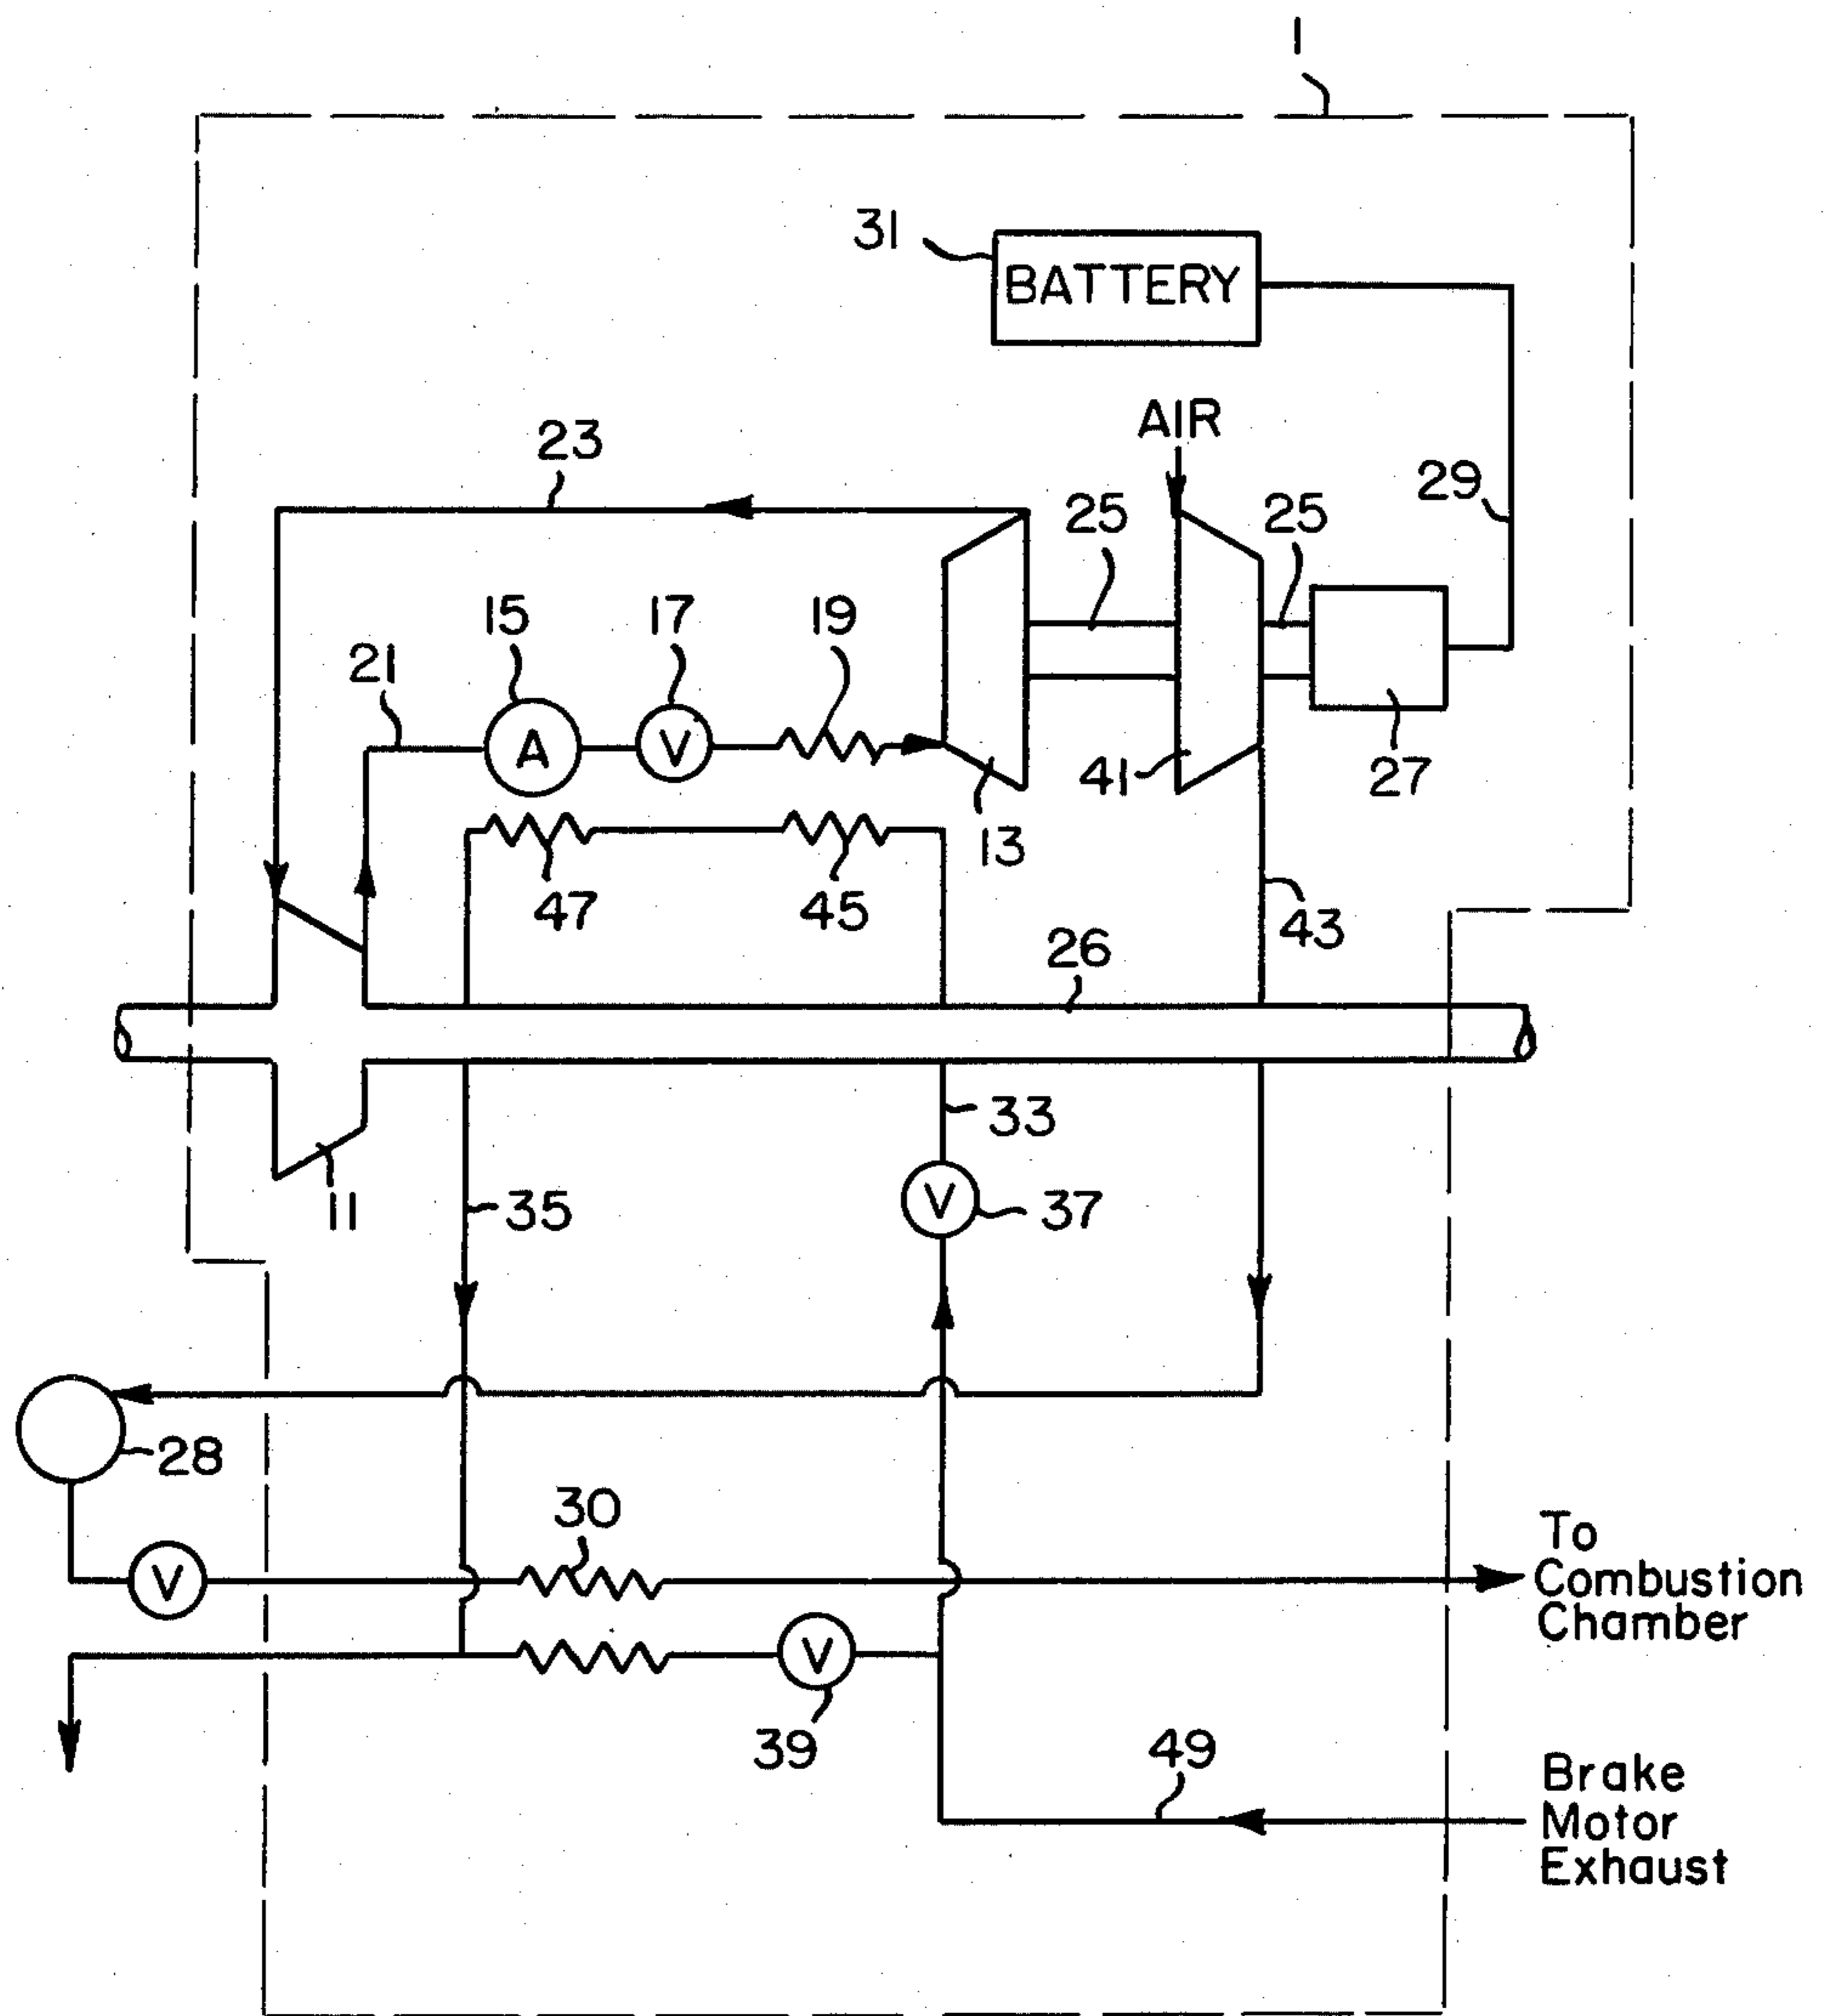 1
31
BATTERY
AIR
23
25
25
29
15
17
19
21
A
V
27
41
13
47
45
43
26
33
11
35
V
37
28
30
To
Combustion
Chamber
V
V
39
49
Brake
Motor
Exhaust